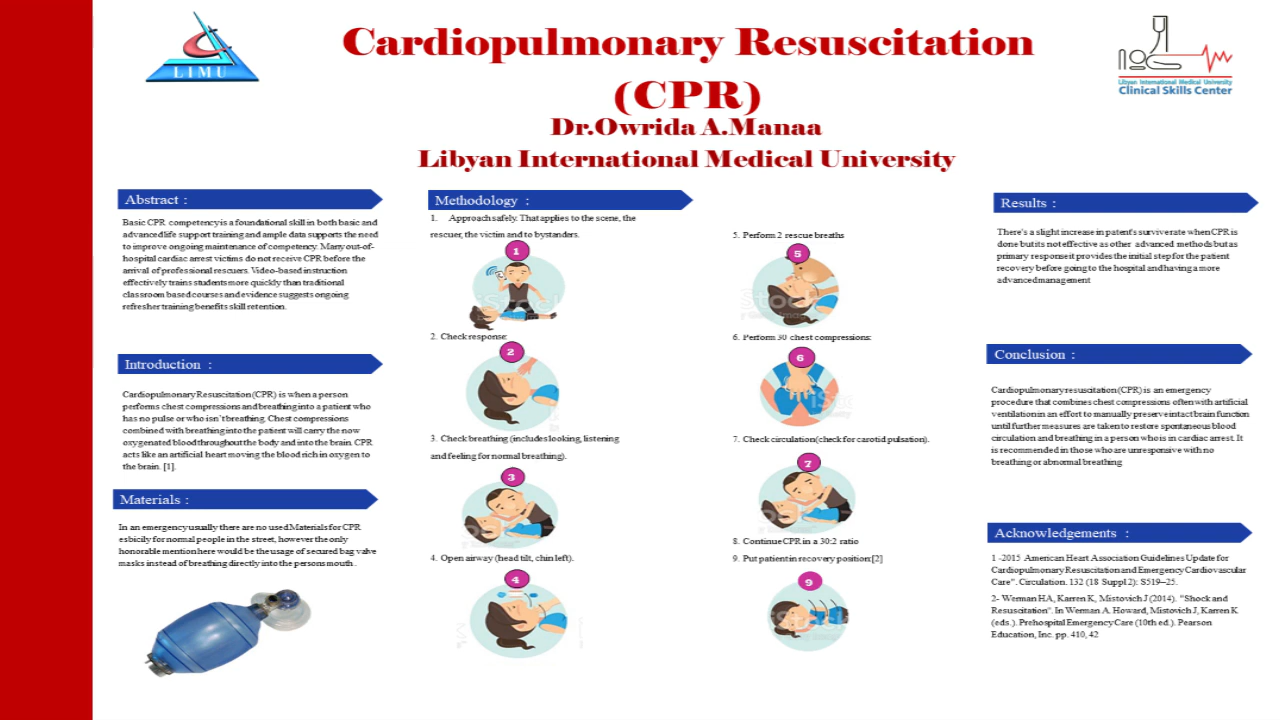 LIMU
Cardiopulmonary Resuscitation
(CPR)
Dr.Owrida A.Manaa
Libyan International Medical University
Libyan International Medical University
Clinical Skills Center
Abstract :
Basic CPR competency is a foundational skill in both basic and
advanced life support training and ample data supports the need
to improve ongoing maintenance of competency. Many out-of-
hospital cardiac arrest victims do not receive CPR before the
arrival of professional rescuers. Video-based instruction
effectively trains students more quickly than traditional
classroom based courses and evidence suggests ongoing
refresher training benefits skill retention.
Introduction :
Cardiopulmonary Resuscitation (CPR) is when a person
performs chest compressions and breathing into a patient who
has no pulse or who isn't breathing. Chest compressions
combined with breathing into the patient will carry the now
oxygenated blood throughout the body and into the brain. CPR
acts like an artificial heart moving the blood rich in oxygen to
the brain. [1].
Materials :
In an emergency usually there are no used Materials for CPR
esbicily for normal people in the street, however the only
honorable mention here would be the usage of secured bag valve
masks instead of breathing directly into the persons mouth .
Methodology :
1. Approach safely. That applies to the scene, the
rescuer, the victim and to bystanders.
1
2. Check response:
2
3. Check breathing (includes looking, listening
and feeling for normal breathing).
3
4. Open airway (head tilt, chin left).
4
5. Perform 2 rescue breaths
5
6. Perform 30 chest compressions:
6
7. Check circulation(check for carotid pulsation).
7
8. Continue CPR in a 30:2 ratio
9. Put patient in recovery position:[2]
9
Results :
There's a slight increase in patent's survive rate when CPR is
done but its not effective as other advanced methods but as
primary response it provides the initial step for the patient
recovery before going to the hospital and having a more
advanced management
Conclusion :
Cardiopulmonary resuscitation (CPR) is an emergency
procedure that combines chest compressions often with artificial
ventilation in an effort to manually preserve intact brain function
until further measures are taken to restore spontaneous blood
circulation and breathing in a person who is in cardiac arrest. It
is recommended in those who are unresponsive with no
breathing or abnormal breathing
Acknowledgements :
1 -2015 American Heart Association Guidelines Update for
Cardiopulmonary Resuscitation and Emergency Cardiovascular
Care". Circulation. 132 (18 Suppl 2): S519–25.
2- Werman HA, Karren K, Mistovich J (2014). "Shock and
Resuscitation". In Werman A. Howard, Mistovich J, Karren K
(eds.). Prehospital Emergency Care (10th ed.). Pearson
Education, Inc. pp. 410, 42